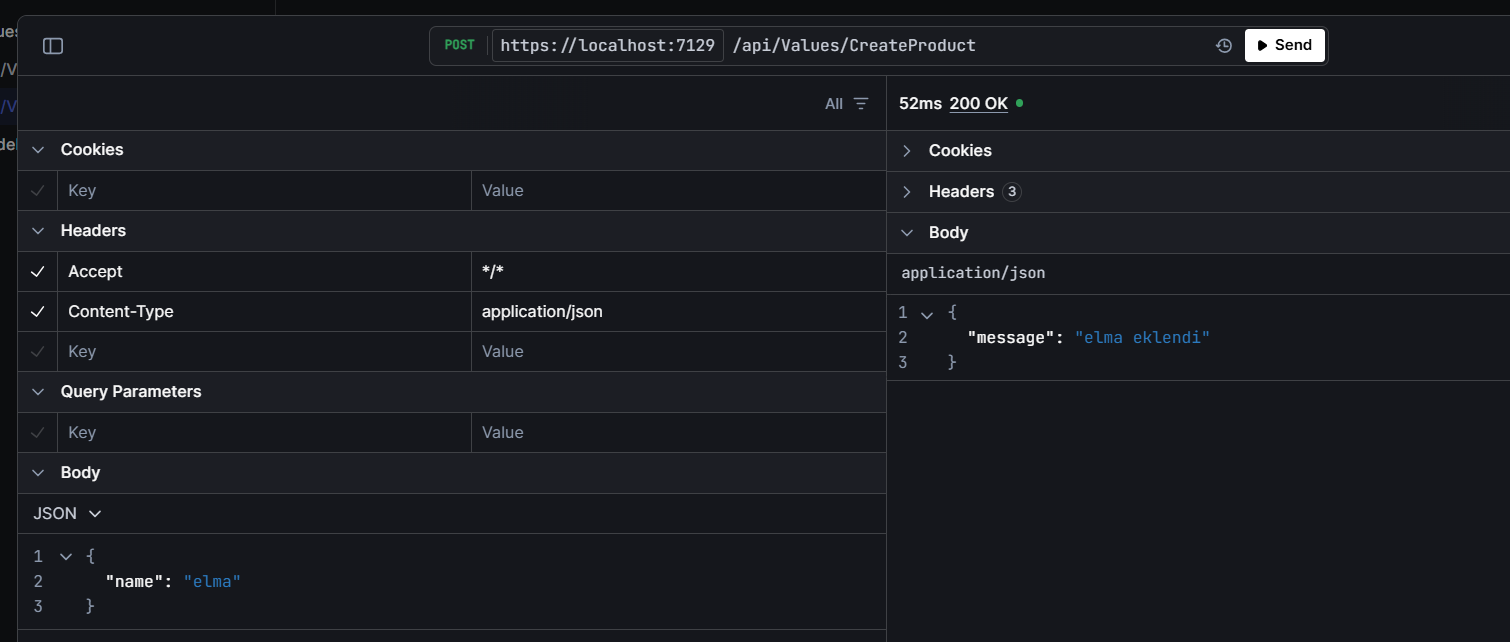 POST https://localhost:7129 /api/Values/CreateProduct Send
All
Cookies
Key Value
Headers
Accept */*
Content-Type application/json
Key Value
Query Parameters
Key Value
Body
JSON
1 {
2 "name": "elma"
3 }
52ms 200 OK
Cookies
Headers 3
Body
application/json
1 {
2 "message": "elma eklendi"
3 }